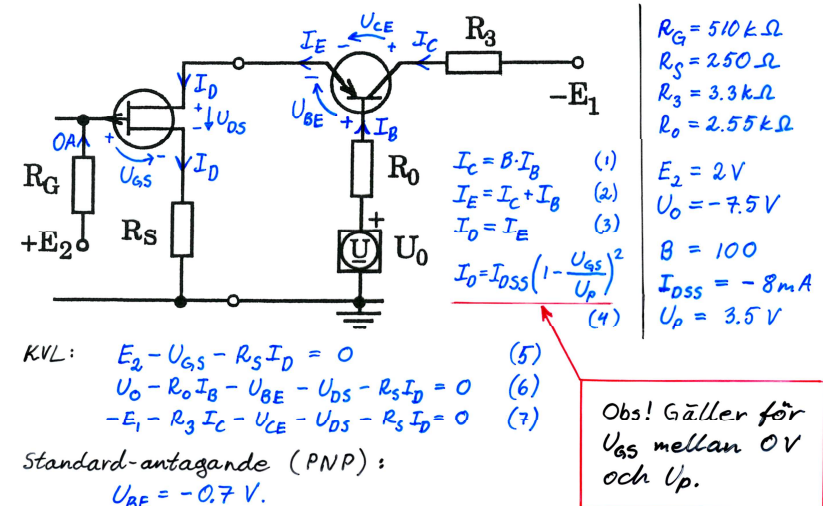 U_CE
I_E - + I_C R_3
-E_1
I_D
+
- U_DS
U_BE
-
+ I_B
0A + -
U_GS
I_D
R_G
+E_2
R_S
R_0
+
U U_0
I_C = B·I_B (1)
I_E = I_C + I_B (2)
I_D = I_E (3)
I_D = I_DSS(1 - U_GS/U_P)^2
(4)
R_G = 510 kΩ
R_S = 250 Ω
R_3 = 3.3 kΩ
R_0 = 2.55 kΩ
E_2 = 2 V
U_0 = -7.5 V
B = 100
I_DSS = -8 mA
U_P = 3.5 V
KVL: E_2 - U_GS - R_S I_D = 0 (5)
U_0 - R_0 I_B - U_BE - U_DS - R_S I_D = 0 (6)
-E_1 - R_3 I_C - U_CE - U_DS - R_S I_D = 0 (7)
Standard-antagande (PNP):
U_BE = -0.7 V.
Obs! Gäller för
U_GS mellan 0V
och U_P.